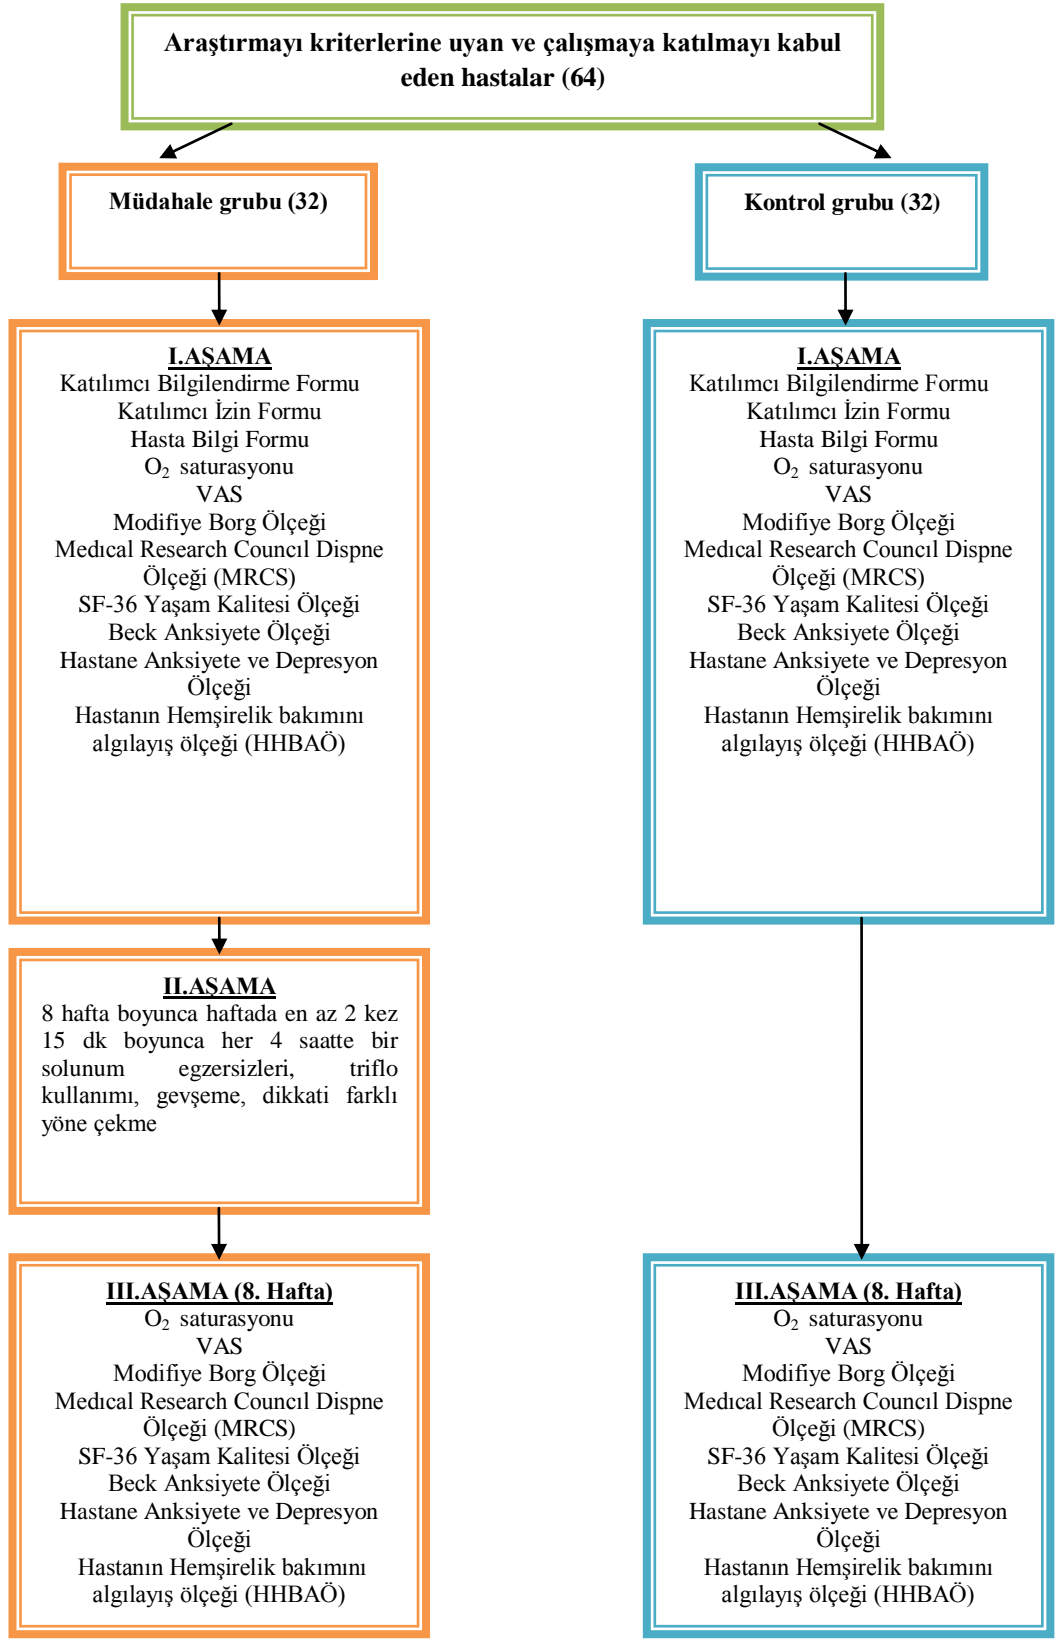 Araştırmayı kriterlerine uyan ve çalışmaya katılmayı kabul
eden hastalar (64)
Müdahale grubu (32)
Kontrol grubu (32)
I.AŞAMA
Katılımcı Bilgilendirme Formu
Katılımcı İzin Formu
Hasta Bilgi Formu
O₂ saturasyonu
VAS
Modifiye Borg Ölçeği
Medıcal Research Councıl Dispne
Ölçeği (MRCS)
SF-36 Yaşam Kalitesi Ölçeği
Beck Anksiyete Ölçeği
Hastane Anksiyete ve Depresyon
Ölçeği
Hastanın Hemşirelik bakımını
algılayış ölçeği (HHBAÖ)
I.AŞAMA
Katılımcı Bilgilendirme Formu
Katılımcı İzin Formu
Hasta Bilgi Formu
O₂ saturasyonu
VAS
Modifiye Borg Ölçeği
Medıcal Research Councıl Dispne
Ölçeği (MRCS)
SF-36 Yaşam Kalitesi Ölçeği
Beck Anksiyete Ölçeği
Hastane Anksiyete ve Depresyon
Ölçeği
Hastanın Hemşirelik bakımını
algılayış ölçeği (HHBAÖ)
II.AŞAMA
8 hafta boyunca haftada en az 2 kez
15 dk boyunca her 4 saatte bir
solunum egzersizleri, triflo
kullanımı, gevşeme, dikkati farklı
yöne çekme
III.AŞAMA (8. Hafta)
O₂ saturasyonu
VAS
Modifiye Borg Ölçeği
Medıcal Research Councıl Dispne
Ölçeği (MRCS)
SF-36 Yaşam Kalitesi Ölçeği
Beck Anksiyete Ölçeği
Hastane Anksiyete ve Depresyon
Ölçeği
Hastanın Hemşirelik bakımını
algılayış ölçeği (HHBAÖ)
III.AŞAMA (8. Hafta)
O₂ saturasyonu
VAS
Modifiye Borg Ölçeği
Medıcal Research Councıl Dispne
Ölçeği (MRCS)
SF-36 Yaşam Kalitesi Ölçeği
Beck Anksiyete Ölçeği
Hastane Anksiyete ve Depresyon
Ölçeği
Hastanın Hemşirelik bakımını
algılayış ölçeği (HHBAÖ)